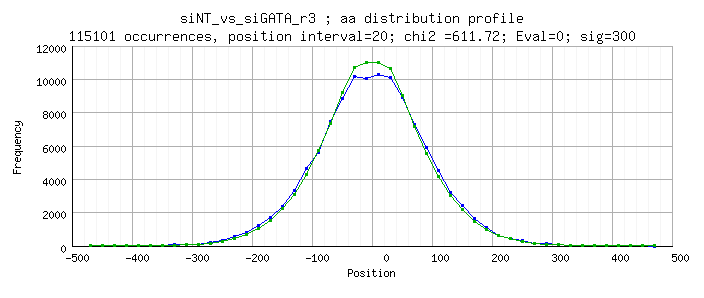 siNT_vs_siGATA_r3 ; aa distribution profile
115101 occurrences, position interval=20; chi2 =611.72; Eval=0; sig=300
12000
10000
8000
6000
4000
2000
0
Frequency
-500 -400 -300 -200 -100 0 100 200 300 400 500
Position